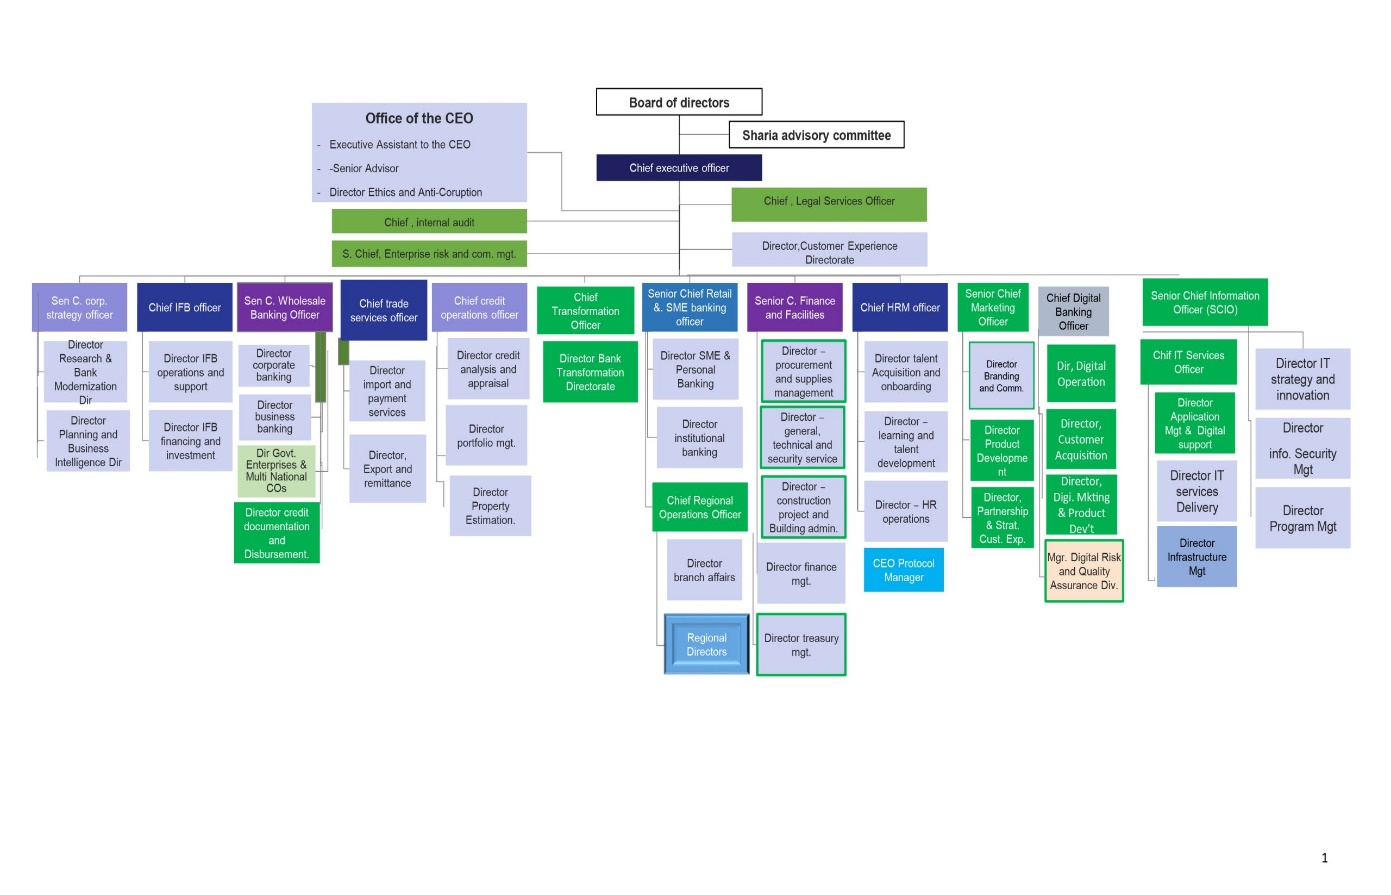 Board of directors
Office of the CEO
- Executive Assistant to the CEO
- -Senior Advisor
- Director Ethics and Anti-Coruption
Sharia advisory committee
Chief executive officer
Chief , Legal Services Officer
Chief , internal audit
S. Chief, Enterprise risk and com. mgt.
Director,Customer Experience
Directorate
Sen C. corp.
strategy officer
Director
Research &
Bank
Modernization
Dir
Director
Planning and
Business
Intelligence Dir
Chief IFB officer
Director IFB
operations and
support
Director IFB
financing and
investment
Sen C. Wholesale
Banking Officer
Director
corporate
banking
Director
business
banking
Dir Govt.
Enterprises &
Multi National
COs
Director credit
documentation
and
Disbursement.
Chief trade
services officer
Director
import and
payment
services
Director,
Export and
remittance
Chief credit
operations officer
Director credit
analysis and
appraisal
Director
portfolio mgt.
Director
Property
Estimation.
Chief
Transformation
Officer
Director Bank
Transformation
Directorate
Senior Chief Retail
&. SME banking
officer
Director SME &
Personal
Banking
Director
institutional
banking
Chief Regional
Operations Officer
Director
branch affairs
Regional
Directors
Senior C. Finance
and Facilities
Director –
procurement
and supplies
management
Director –
general,
technical and
security service
Director –
construction
project and
Building admin.
Director finance
mgt.
Director treasury
mgt.
Chief HRM officer
Director talent
Acquisition and
onboarding
Director –
learning and
talent
development
Director – HR
operations
CEO Protocol
Manager
Senior Chief
Marketing
Officer
Director
Branding
and Comm.
Director
Product
Developme
nt
Director,
Partnership
& Strat.
Cust. Exp.
Chief Digital
Banking
Officer
Dir, Digital
Operation
Director,
Customer
Acquisition
Director,
Digi. Mkting
& Product
Dev't
Mgr. Digital Risk
and Quality
Assurance Div.
Senior Chief Information
Officer (SCIO)
Chif IT Services
Officer
Director
Application
Mgt & Digital
support
Director IT
services
Delivery
Director
Infrastructure
Mgt
Director IT
strategy and
innovation
Director
info. Security
Mgt
Director
Program Mgt
1